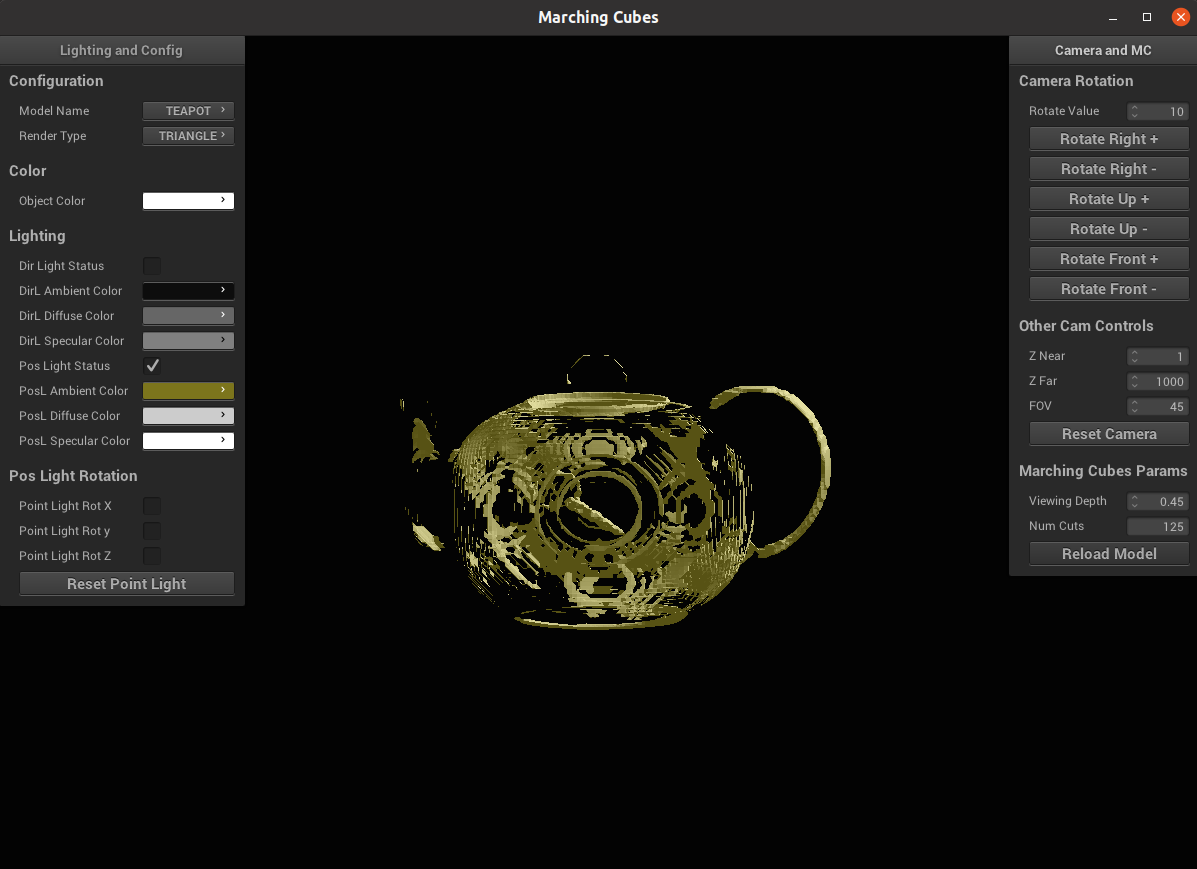 Marching Cubes
Lighting and Config
Configuration
Model Name TEAPOT
Render Type TRIANGLE
Color
Object Color
Lighting
Dir Light Status
DirL Ambient Color
DirL Diffuse Color
DirL Specular Color
Pos Light Status
PosL Ambient Color
PosL Diffuse Color
PosL Specular Color
Pos Light Rotation
Point Light Rot X
Point Light Rot y
Point Light Rot Z
Reset Point Light
Camera and MC
Camera Rotation
Rotate Value 10
Rotate Right +
Rotate Right -
Rotate Up +
Rotate Up -
Rotate Front +
Rotate Front -
Other Cam Controls
Z Near 1
Z Far 1000
FOV 45
Reset Camera
Marching Cubes Params
Viewing Depth 0.45
Num Cuts 125
Reload Model